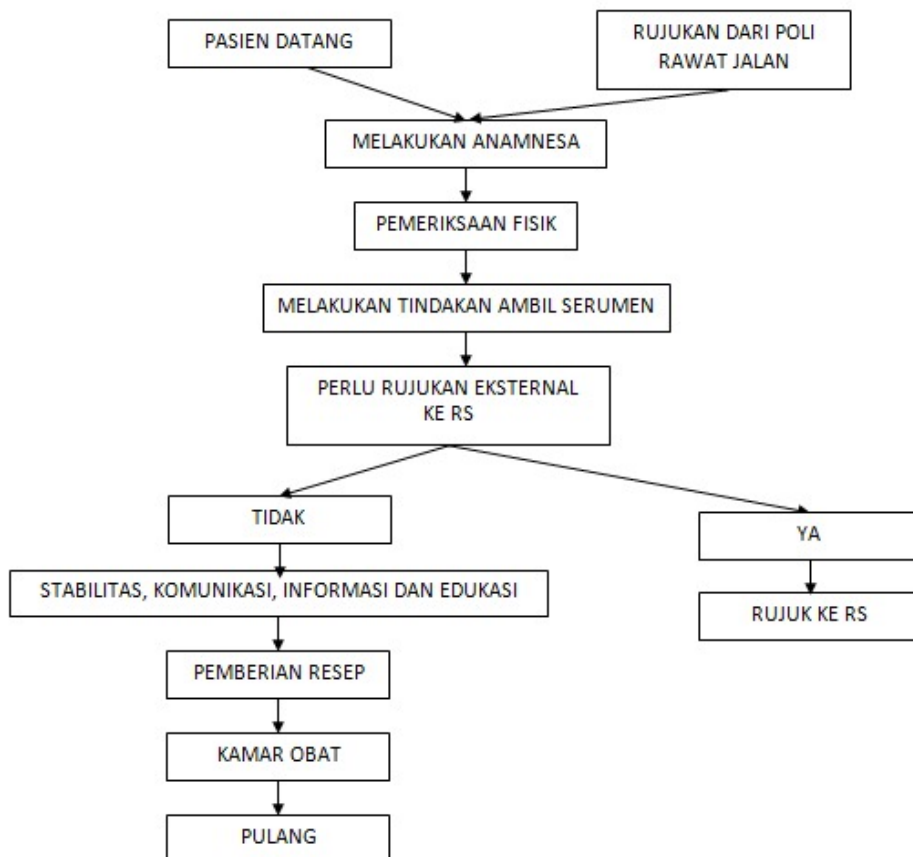 PASIEN DATANG
RUJUKAN DARI POLI
RAWAT JALAN
MELAKUKAN ANAMNESA
PEMERIKSAAN FISIK
MELAKUKAN TINDAKAN AMBIL SERUMEN
PERLU RUJUKAN EKSTERNAL
KE RS
TIDAK
YA
STABILITAS, KOMUNIKASI, INFORMASI DAN EDUKASI
RUJUK KE RS
PEMBERIAN RESEP
KAMAR OBAT
PULANG